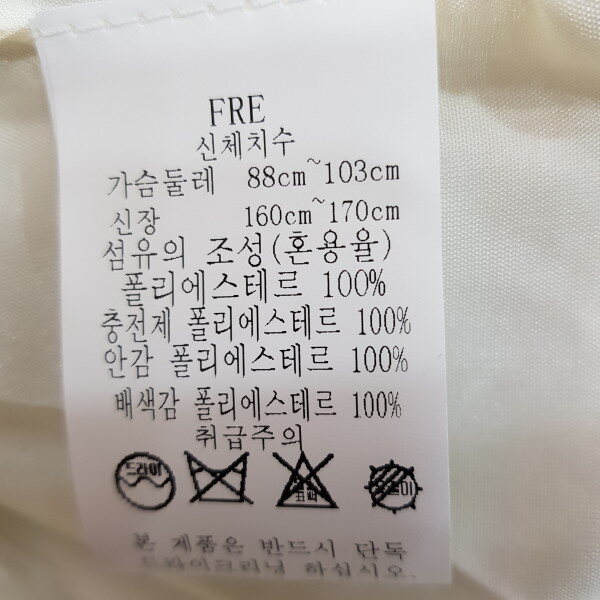 FRE
신체치수
가슴둘레 88cm~103cm
신장 160cm~170cm
섬유의 조성(혼용율)
폴리에스테르 100%
충전제 폴리에스테르 100%
안감 폴리에스테르 100%
배색감 폴리에스테르 100%
취급주의
드라이
표백
본 제품은 반드시 단독
드라이크리닝 하십시오.